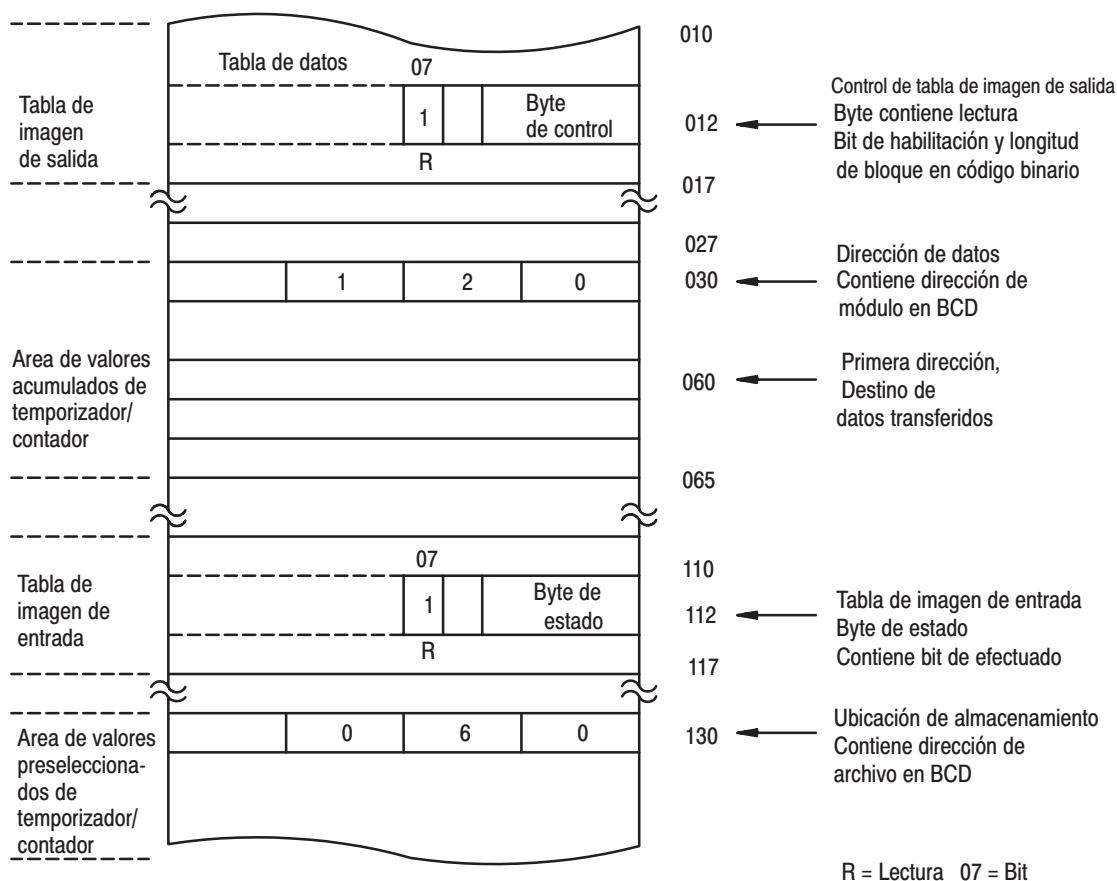 010
Tabla de datos 07
Tabla de
imagen
de salida
1
Byte
de control
R
012
Control de tabla de imagen de salida
Byte contiene lectura
Bit de habilitación y longitud
de bloque en código binario
017
027
030
1 2 0
Dirección de datos
Contiene dirección de
módulo en BCD
Area de valores
acumulados de
temporizador/
contador
060
Primera dirección,
Destino de
datos transferidos
065
07
110
Tabla de
imagen de
entrada
1
Byte de
estado
R
112
Tabla de imagen de entrada
Byte de estado
Contiene bit de efectuado
117
Area de valores
preselecciona-
dos de
temporizador/
contador
0 6 0
130
Ubicación de almacenamiento
Contiene dirección de
archivo en BCD
R = Lectura 07 = Bit